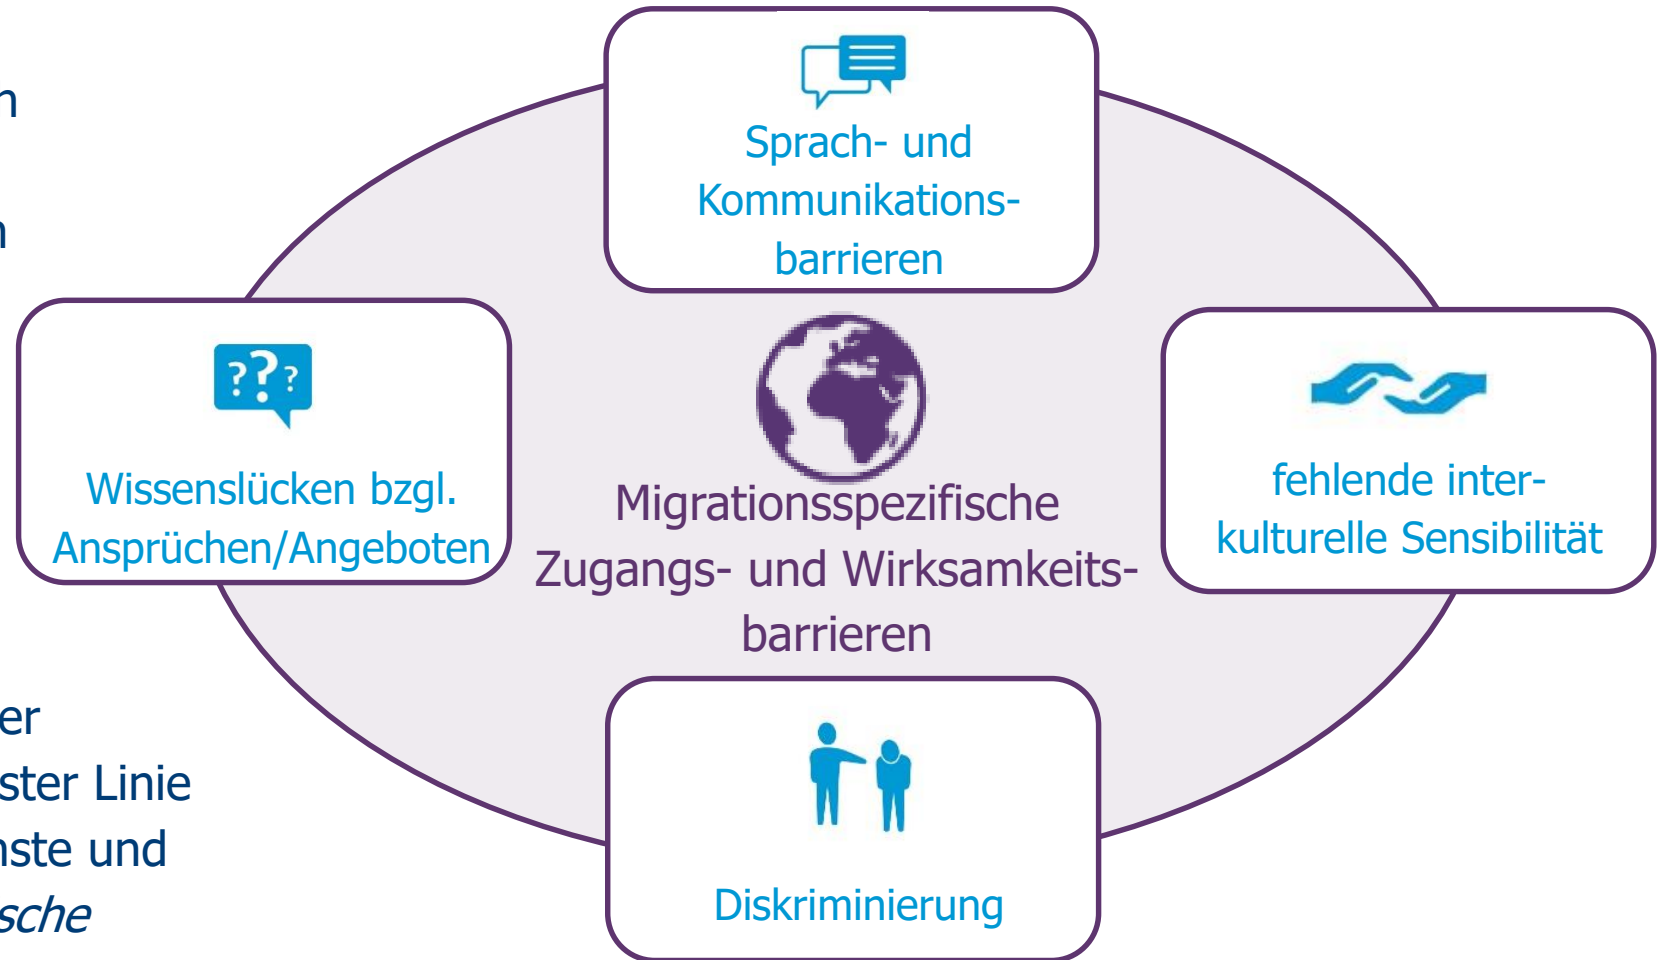 Sprach- und
Kommunikations-
barrieren
???
Wissenslücken bzgl.
Ansprüchen/Angeboten
Migrationsspezifische
Zugangs- und Wirksamkeits-
barrieren
fehlende inter-
kulturelle Sensibilität
Diskriminierung
n
n
er
ster Linie
nste und
sche